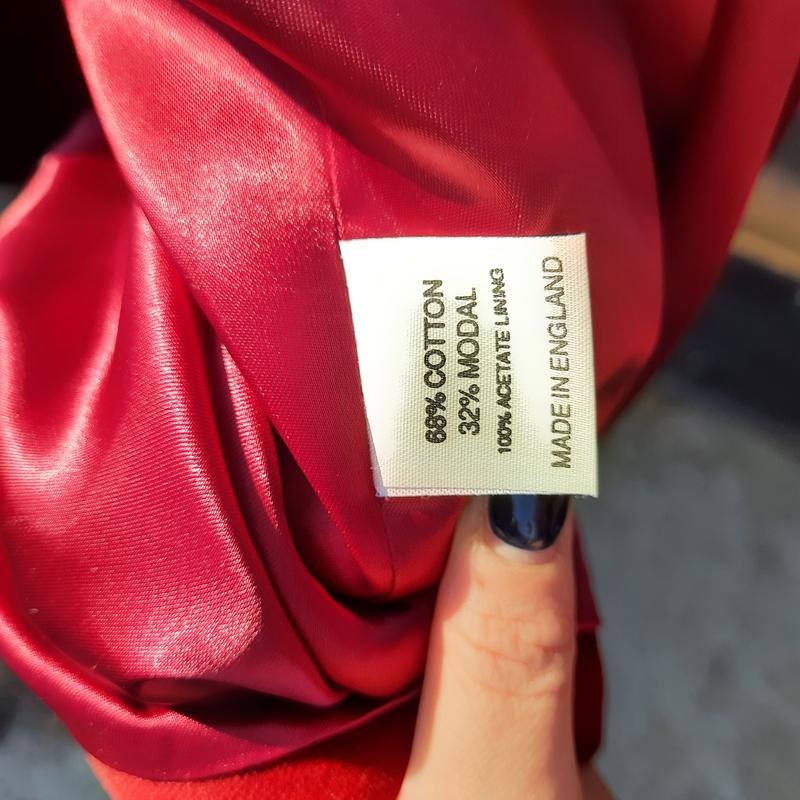 68% COTTON
32% MODAL
100% ACETATE LINING
MADE IN ENGLAND